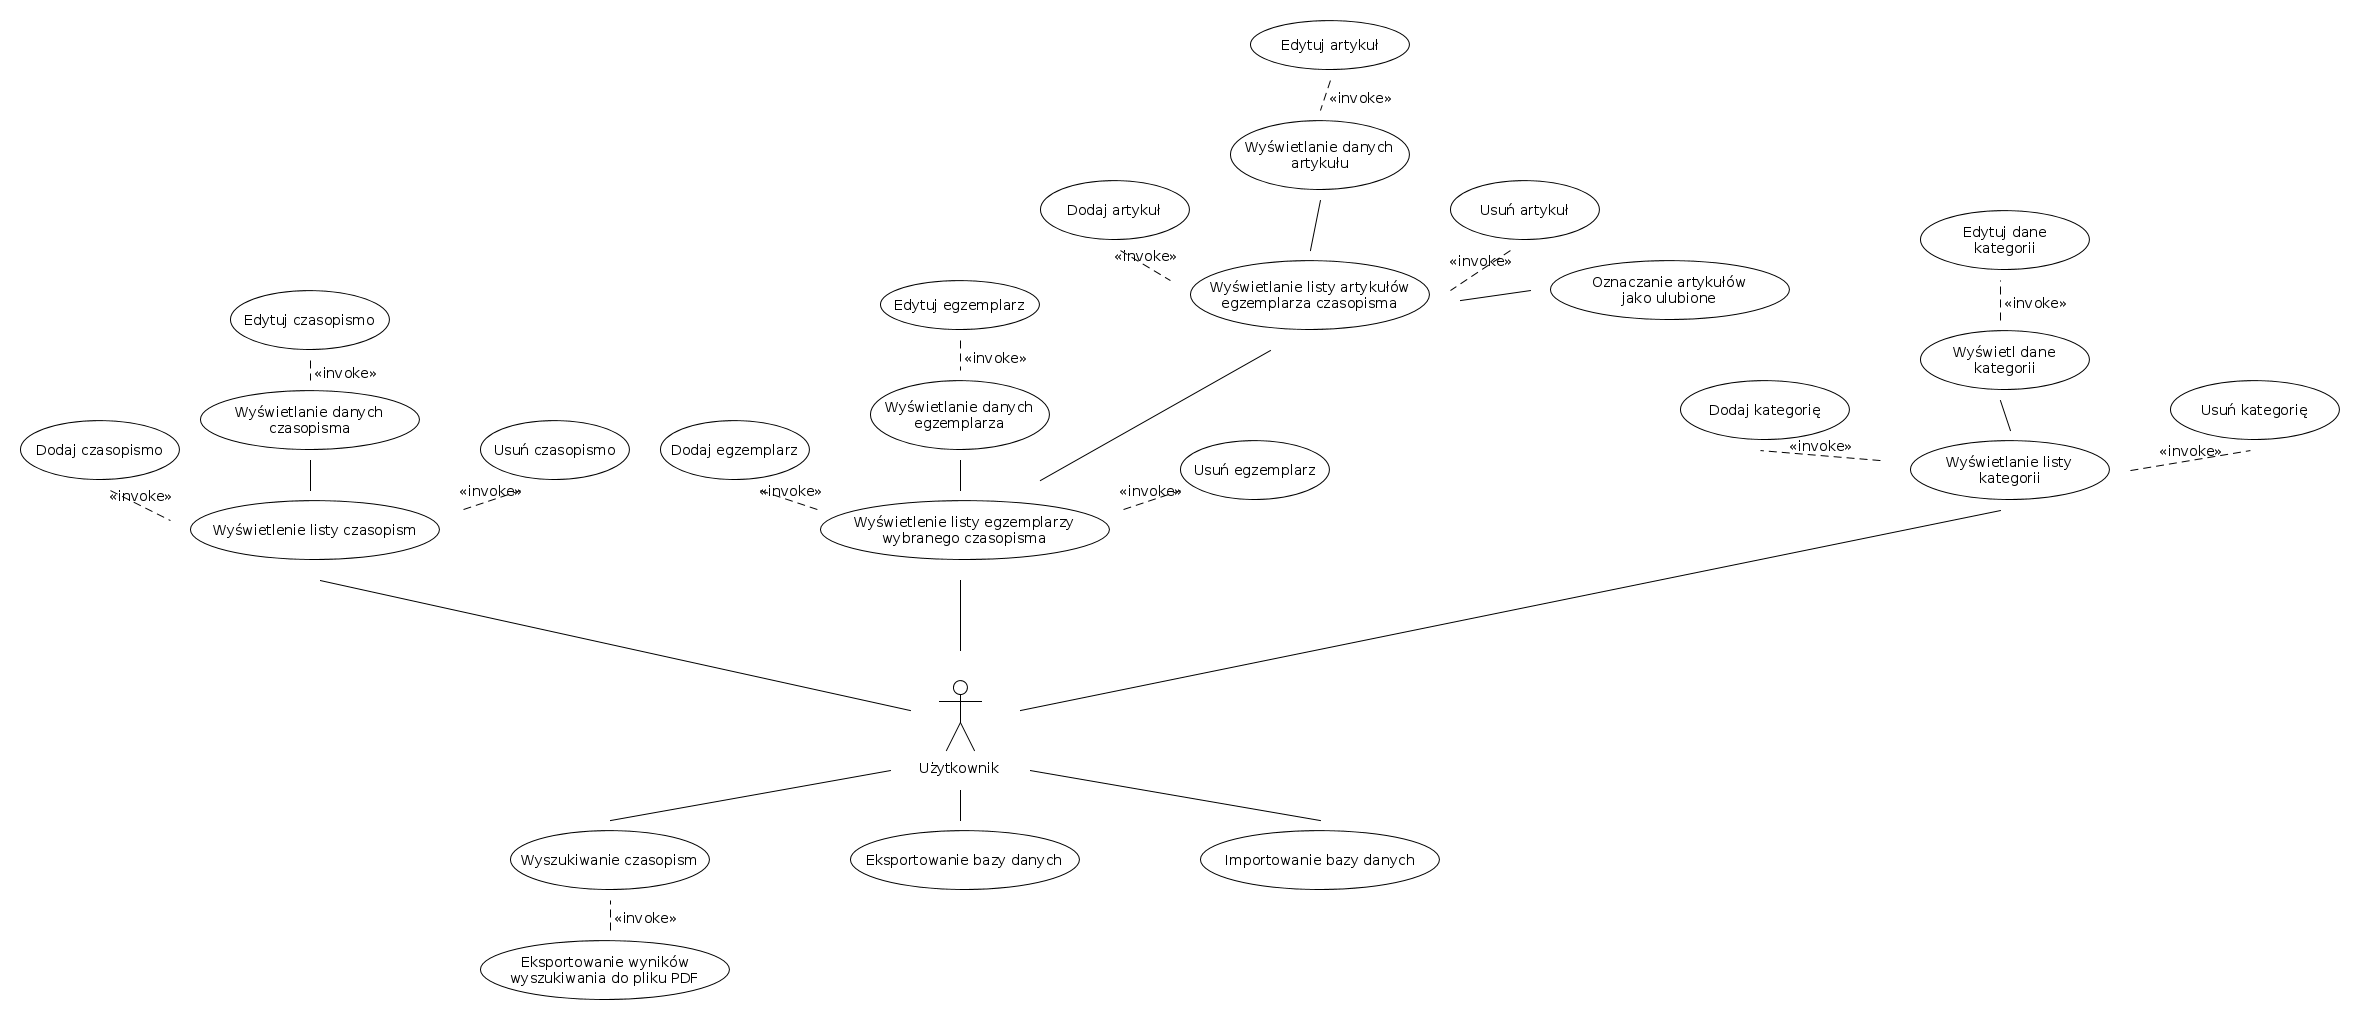 Edytuj artykuł
«invoke»
Wyświetlanie danych
artykułu
Dodaj artykuł
Usuń artykuł
«invoke»
«invoke»
Wyświetlanie listy artykułów
egzemplarza czasopisma
Oznaczanie artykułów
jako ulubione
Edytuj dane
kategorii
«invoke»
Wyświetl dane
kategorii
Dodaj kategorię
Usuń kategorię
«invoke»
«invoke»
Wyświetlanie listy
kategorii
Edytuj czasopismo
«invoke»
Wyświetlanie danych
czasopisma
Dodaj czasopismo
Usuń czasopismo
«invoke»
«invoke»
Wyświetlenie listy czasopism
Edytuj egzemplarz
«invoke»
Wyświetlanie danych
egzemplarza
Dodaj egzemplarz
Usuń egzemplarz
«invoke»
«invoke»
Wyświetlenie listy egzemplarzy
wybranego czasopisma
Użytkownik
Wyszukiwanie czasopism
Eksportowanie bazy danych
Importowanie bazy danych
«invoke»
Eksportowanie wyników
wyszukiwania do pliku PDF